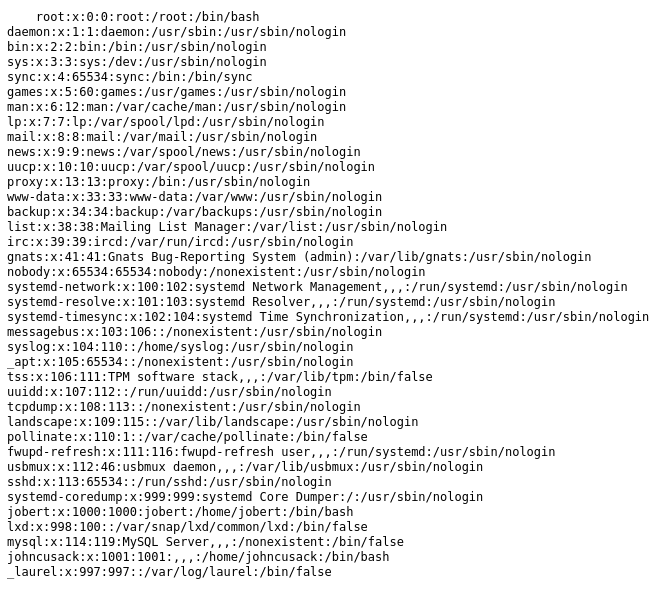 root:x:0:0:root:/root:/bin/bash
daemon:x:1:1:daemon:/usr/sbin:/usr/sbin/nologin
bin:x:2:2:bin:/bin:/usr/sbin/nologin
sys:x:3:3:sys:/dev:/usr/sbin/nologin
sync:x:4:65534:sync:/bin:/bin/sync
games:x:5:60:games:/usr/games:/usr/sbin/nologin
man:x:6:12:man:/var/cache/man:/usr/sbin/nologin
lp:x:7:7:lp:/var/spool/lpd:/usr/sbin/nologin
mail:x:8:8:mail:/var/mail:/usr/sbin/nologin
news:x:9:9:news:/var/spool/news:/usr/sbin/nologin
uucp:x:10:10:uucp:/var/spool/uucp:/usr/sbin/nologin
proxy:x:13:13:proxy:/bin:/usr/sbin/nologin
www-data:x:33:33:www-data:/var/www:/usr/sbin/nologin
backup:x:34:34:backup:/var/backups:/usr/sbin/nologin
list:x:38:38:Mailing List Manager:/var/list:/usr/sbin/nologin
irc:x:39:39:ircd:/var/run/ircd:/usr/sbin/nologin
gnats:x:41:41:Gnats Bug-Reporting System (admin):/var/lib/gnats:/usr/sbin/nologin
nobody:x:65534:65534:nobody:/nonexistent:/usr/sbin/nologin
systemd-network:x:100:102:systemd Network Management,,,:/run/systemd:/usr/sbin/nologin
systemd-resolve:x:101:103:systemd Resolver,,,:/run/systemd:/usr/sbin/nologin
systemd-timesync:x:102:104:systemd Time Synchronization,,,:/run/systemd:/usr/sbin/nologin
messagebus:x:103:106::/nonexistent:/usr/sbin/nologin
syslog:x:104:110::/home/syslog:/usr/sbin/nologin
_apt:x:105:65534::/nonexistent:/usr/sbin/nologin
tss:x:106:111:TPM software stack,,,:/var/lib/tpm:/bin/false
uuidd:x:107:112::/run/uuidd:/usr/sbin/nologin
tcpdump:x:108:113::/nonexistent:/usr/sbin/nologin
landscape:x:109:115::/var/lib/landscape:/usr/sbin/nologin
pollinate:x:110:1::/var/cache/pollinate:/bin/false
fwupd-refresh:x:111:116:fwupd-refresh user,,,:/run/systemd:/usr/sbin/nologin
usbmux:x:112:46:usbmux daemon,,,:/var/lib/usbmux:/usr/sbin/nologin
sshd:x:113:65534::/run/sshd:/usr/sbin/nologin
systemd-coredump:x:999:999:systemd Core Dumper:/:/usr/sbin/nologin
jobert:x:1000:1000:jobert:/home/jobert:/bin/bash
lxd:x:998:100::/var/snap/lxd/common/lxd:/bin/false
mysql:x:114:119:MySQL Server,,,:/nonexistent:/bin/false
johncusack:x:1001:1001:,,,:/home/johncusack:/bin/bash
_laurel:x:997:997::/var/log/laurel:/bin/false